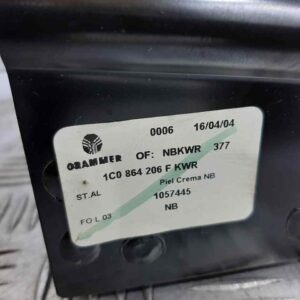 0006 16/04/04
GRAMMER OF: NBKWR 377
1C0 864 206 F KWR
ST.AL Piel Crema NB
1057445
FO L 03 NB